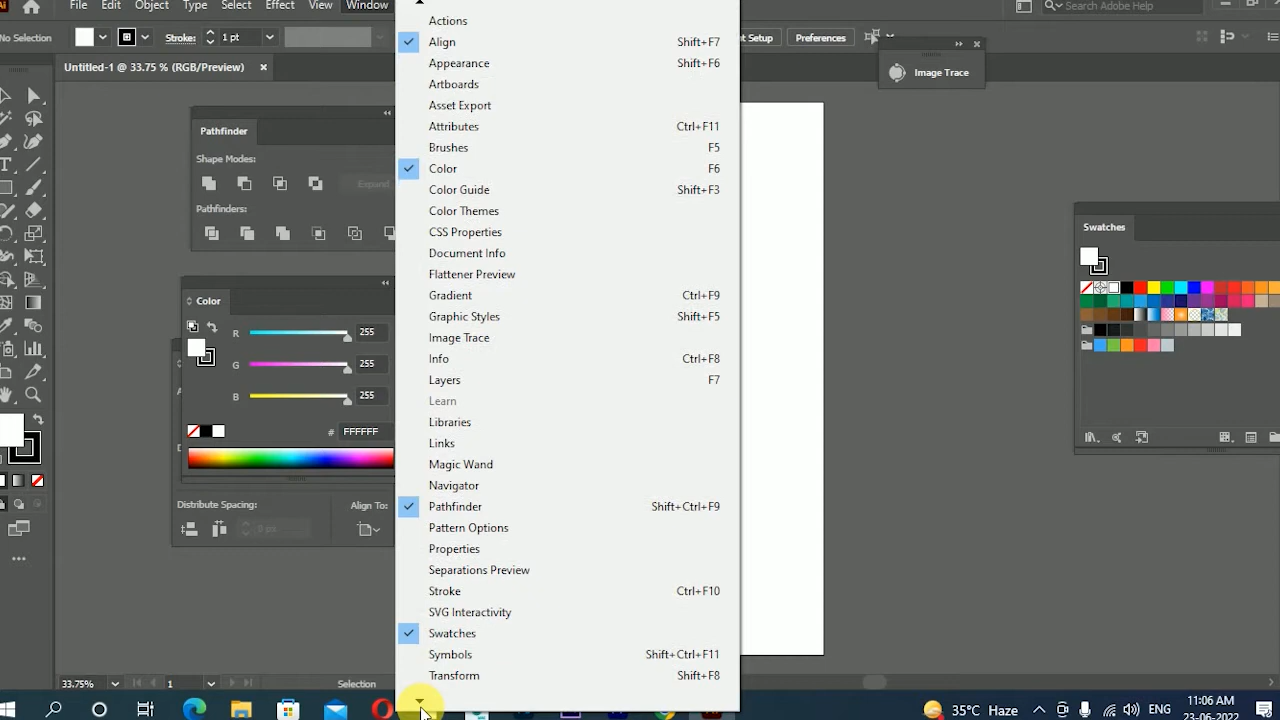 File
Edit
Object
Type
Select
Effect
View
Window
Search Adobe Help
No Selection
Stroke:
1 pt
Preferences
Untitled-1 @ 33.75 % (RGB/Preview)
Image Trace
Pathfinder
Shape Modes:
Expand
Pathfinders:
Color
R
255
G
255
B
255
#
FFFFFF
Distribute Spacing:
Align To:
0 px
Actions
Align Shift+F7
Appearance Shift+F6
Artboards
Asset Export
Attributes Ctrl+F11
Brushes F5
Color F6
Color Guide Shift+F3
Color Themes
CSS Properties
Document Info
Flattener Preview
Gradient Ctrl+F9
Graphic Styles Shift+F5
Image Trace
Info Ctrl+F8
Layers F7
Learn
Libraries
Links
Magic Wand
Navigator
Pathfinder Shift+Ctrl+F9
Pattern Options
Properties
Separations Preview
Stroke Ctrl+F10
SVG Interactivity
Swatches
Symbols Shift+Ctrl+F11
Transform Shift+F8
Swatches
33.75%
1
Selection
35°C
ENG
11:06 AM